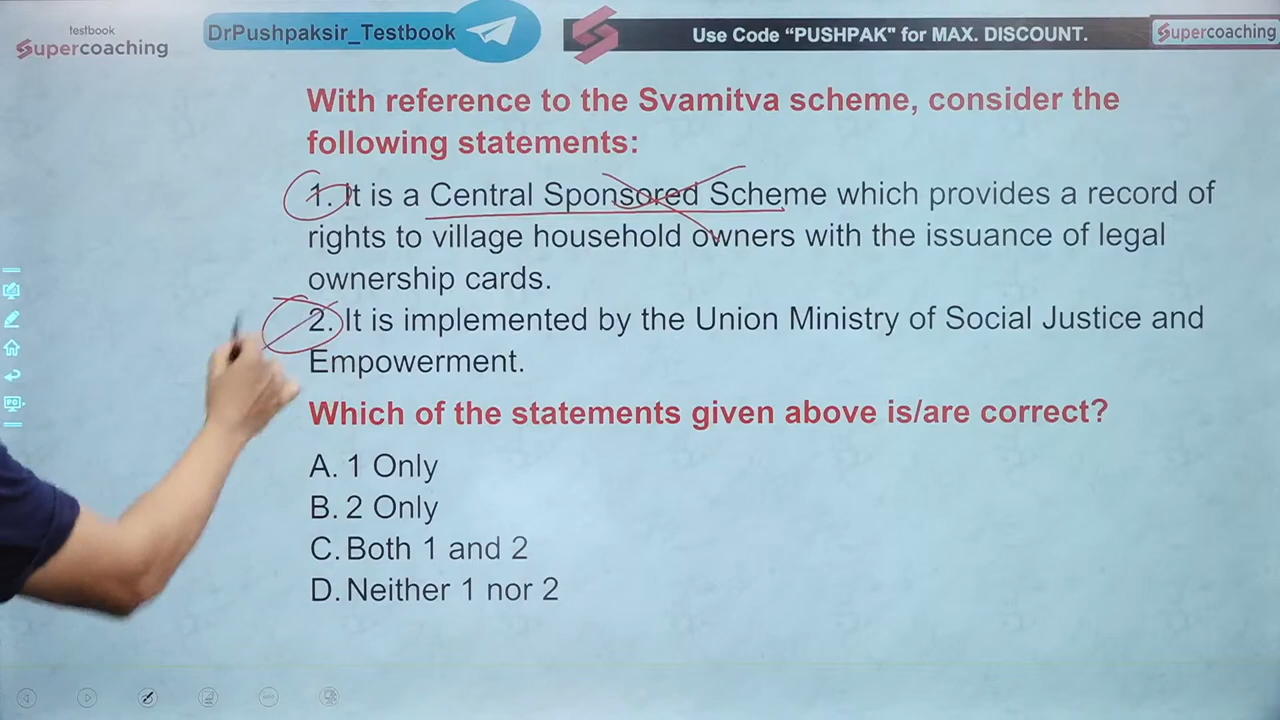 testbook
Supercoaching
DrPushpaksir_Testbook
Use Code “PUSHPAK" for MAX. DISCOUNT.
Supercoaching
With reference to the Svamitva scheme, consider the
following statements:
1. It is a Central Sponsored Scheme which provides a record of
rights to village household owners with the issuance of legal
ownership cards.
2. It is implemented by the Union Ministry of Social Justice and
Empowerment.
Which of the statements given above is/are correct?
A. 1 Only
B. 2 Only
C. Both 1 and 2
D. Neither 1 nor 2